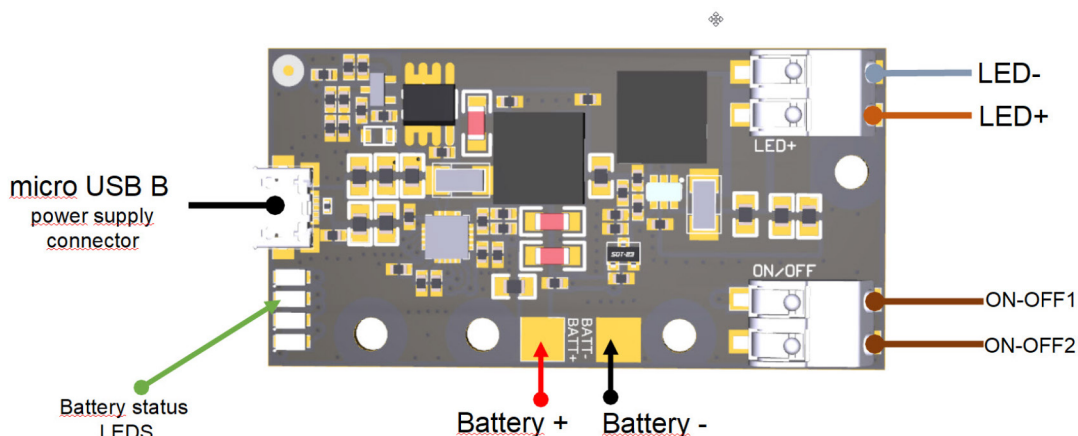 LED-
LED+
LED+
micro USB B
power supply
connector
ON/OFF
SOT-23
ON-OFF1
ON-OFF2
BATT-
BATT+
Battery status
LEDS
Battery +
Battery -